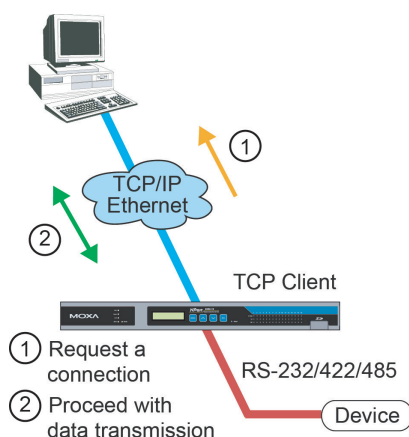 1
TCP/IP
Ethernet
2
TCP Client
MOXA
NPort
1 Request a
connection
RS-232/422/485
2 Proceed with
data transmission
Device